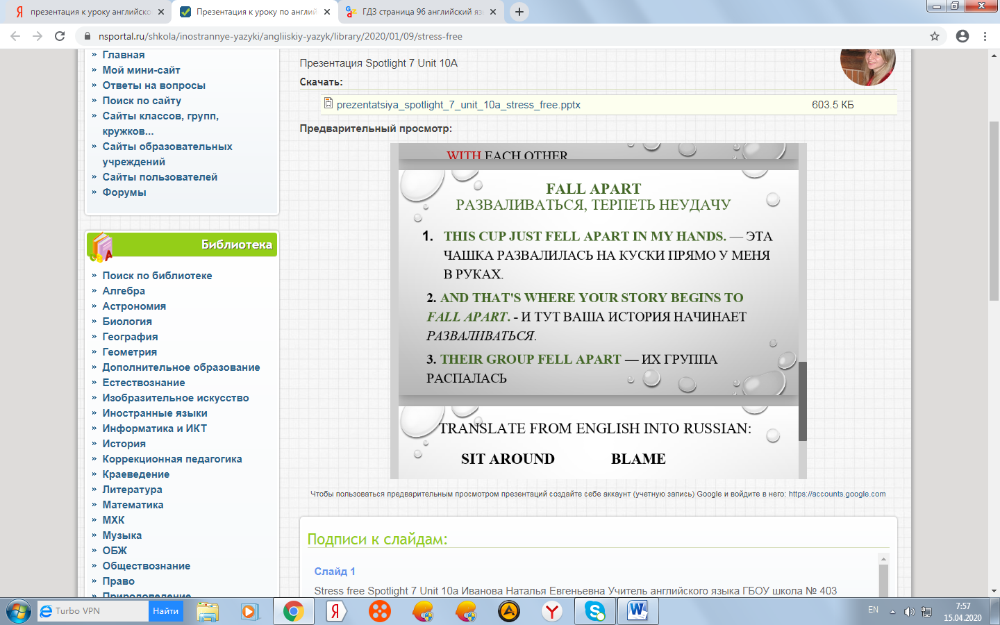 презентация к уроку английско
Презентация к уроку по англий
ГДЗ страница 96 английский яз
nsportal.ru/shkola/inostrannye-yazyki/angliiskiy-yazyk/library/2020/01/09/stress-free
Главная
Мой мини-сайт
Ответы на вопросы
Поиск по сайту
Сайты классов, групп,
кружков...
Сайты образовательных
учреждений
Сайты пользователей
Форумы
Библиотека
Поиск по библиотеке
Алгебра
Астрономия
Биология
География
Геометрия
Дополнительное образование
Естествознание
Изобразительное искусство
Иностранные языки
Информатика и ИКТ
История
Коррекционная педагогика
Краеведение
Литература
Математика
МХК
Музыка
ОБЖ
Обществознание
Право
Природоведение
Презентация Spotlight 7 Unit 10A
Скачать:
prezentatsiya_spotlight_7_unit_10a_stress_free.pptx 603.5 КБ
Предварительный просмотр:
WITH EACH OTHER
FALL APART
РАЗВАЛИВАТЬСЯ, ТЕРПЕТЬ НЕУДАЧУ
1. THIS CUP JUST FELL APART IN MY HANDS. — ЭТА
ЧАШКА РАЗВАЛИЛАСЬ НА КУСКИ ПРЯМО У МЕНЯ
В РУКАХ.
2. AND THAT'S WHERE YOUR STORY BEGINS TO
FALL APART. - И ТУТ ВАША ИСТОРИЯ НАЧИНАЕТ
РАЗВАЛИВАТЬСЯ.
3. THEIR GROUP FELL APART — ИХ ГРУППА
РАСПАЛАСЬ
TRANSLATE FROM ENGLISH INTO RUSSIAN:
SIT AROUND BLAME
Чтобы пользоваться предварительным просмотром презентаций создайте себе аккаунт (учетную запись) Google и войдите в него: https://accounts.google.com
Подписи к слайдам:
Слайд 1
Stress free Spotlight 7 Unit 10a Иванова Наталья Евгеньевна Учитель английского языка ГБОУ школа № 403
Turbo VPN Найти
EN
7:57
15.04.2020